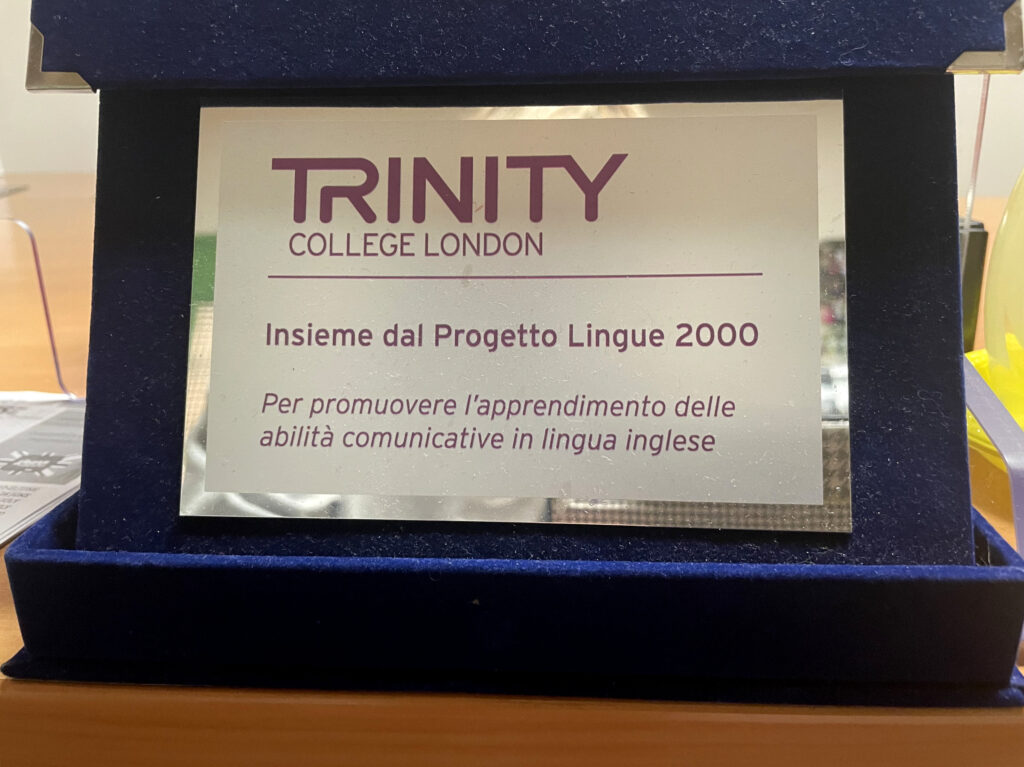 TRINITY
COLLEGE LONDON
Insieme dal Progetto Lingue 2000
Per promuovere l'apprendimento delle
abilità comunicative in lingua inglese